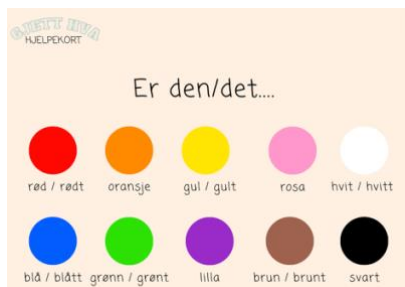 GJETT HVA
HJELPEKORT
Er den/det....
rød / rødt oransje gul / gult rosa hvit / hvitt
blå / blått grønn / grønt lilla brun / brunt svart